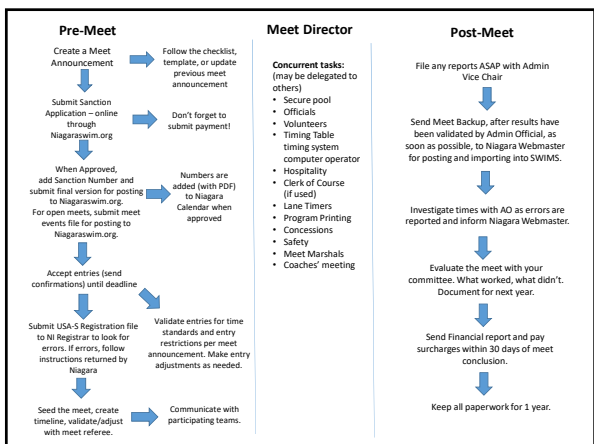 Pre-Meet
Create a Meet
Announcement
Follow the checklist,
template, or update
previous meet
announcement
Submit Sanction
Application – online
through
Niagaraswim.org
Don't forget to
submit payment!
When Approved,
add Sanction Number and
submit final version for posting
to Niagaraswim.org.
For open meets, submit meet
events file for posting to
Niagaraswim.org.
Numbers are
added (with PDF)
to Niagara
Calendar when
approved
Accept entries (send
confirmations) until deadline
Submit USA-S Registration file
to NI Registrar to look for
errors. If errors, follow
instructions returned by
Niagara
Validate entries for time
standards and entry
restrictions per meet
announcement. Make entry
adjustments as needed.
Seed the meet, create
timeline, validate/adjust
with meet referee.
Communicate with
participating teams.
Meet Director
Concurrent tasks:
(may be delegated to
others)
• Secure pool
• Officials
• Volunteers
• Timing Table
timing system
computer operator
• Hospitality
• Clerk of Course
(if used)
• Lane Timers
• Program Printing
• Concessions
• Safety
• Meet Marshals
• Coaches' meeting
Post-Meet
File any reports ASAP with Admin
Vice Chair
Send Meet Backup, after results have
been validated by Admin Official, as
soon as possible, to Niagara Webmaster
for posting and importing into SWIMS.
Investigate times with AO as errors are
reported and inform Niagara Webmaster.
Evaluate the meet with your
committee. What worked, what didn't.
Document for next year.
Send Financial report and pay
surcharges within 30 days of meet
conclusion.
Keep all paperwork for 1 year.